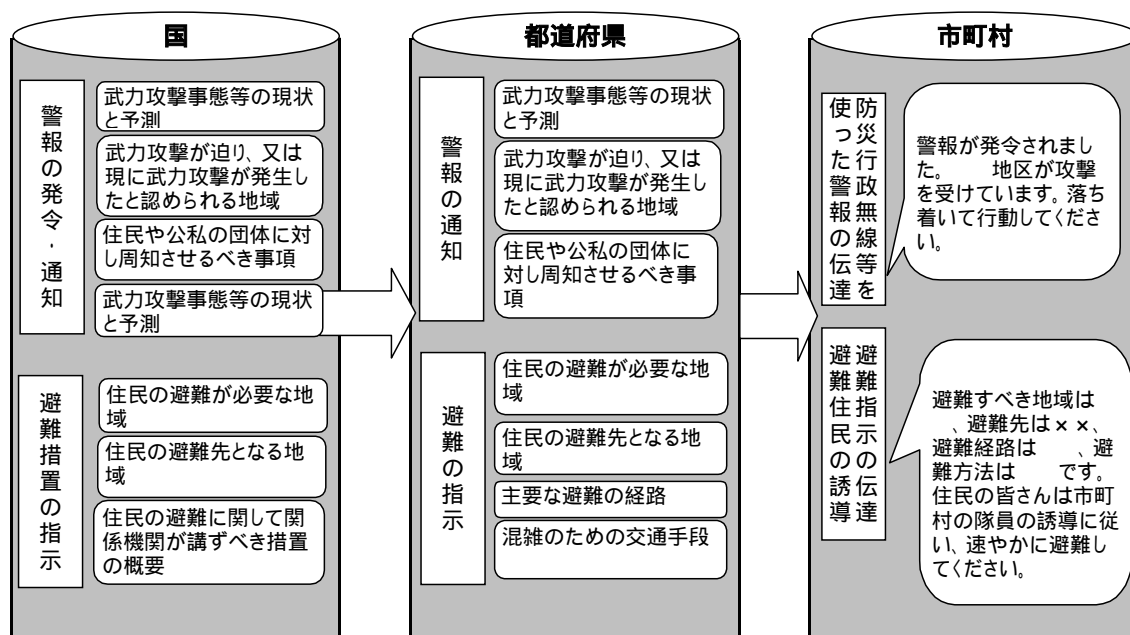 国
警報の発令・通知
武力攻撃事態等の現状
と予測
武力攻撃が迫り、又は
現に武力攻撃が発生し
たと認められる地域
住民や公私の団体に対
し周知させるべき事項
武力攻撃事態等の現状
と予測
避難措置の指示
住民の避難が必要な地
域
住民の避難先となる地
域
住民の避難に関して関
係機関が講ずべき措置
の概要
都道府県
警報の通知
武力攻撃事態等の現状
と予測
武力攻撃が迫り、又は
現に武力攻撃が発生し
たと認められる地域
住民や公私の団体に
対し周知させるべき事
項
避難の指示
住民の避難が必要な地
域
住民の避難先となる地
域
主要な避難の経路
混雑のための交通手段
市町村
防災行政無線等を
使った警報の伝達
警報が発令されまし
た。　　地区が攻撃
を受けています。落ち
着いて行動してくださ
い。
避難指示の伝達
避難住民の誘導
避難すべき地域は
　、避難先は××、
避難経路は　　、避
難方法は　　です。
住民の皆さんは市町
村の隊員の誘導に従
い、速やかに避難し
てください。